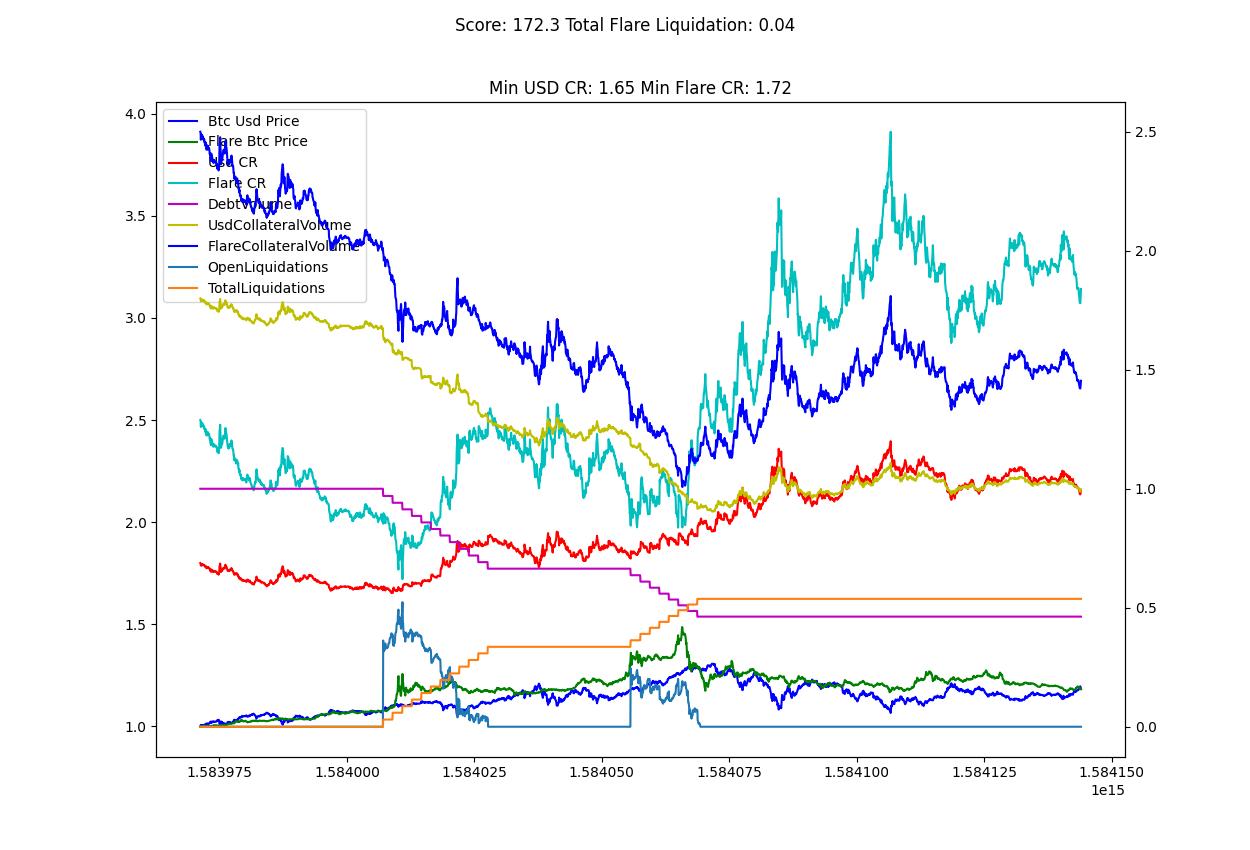 Score: 172.3 Total Flare Liquidation: 0.04
Min USD CR: 1.65 Min Flare CR: 1.72
Btc Usd Price
Flare Btc Price
Usd CR
Flare CR
DebtVolume
UsdCollateralVolume
FlareCollateralVolume
OpenLiquidations
TotalLiquidations
4.0
3.5
3.0
2.5
2.0
1.5
1.0
2.5
2.0
1.5
1.0
0.5
0.0
1.583975
1.584000
1.584025
1.584050
1.584075
1.584100
1.584125
1.584150
1e15